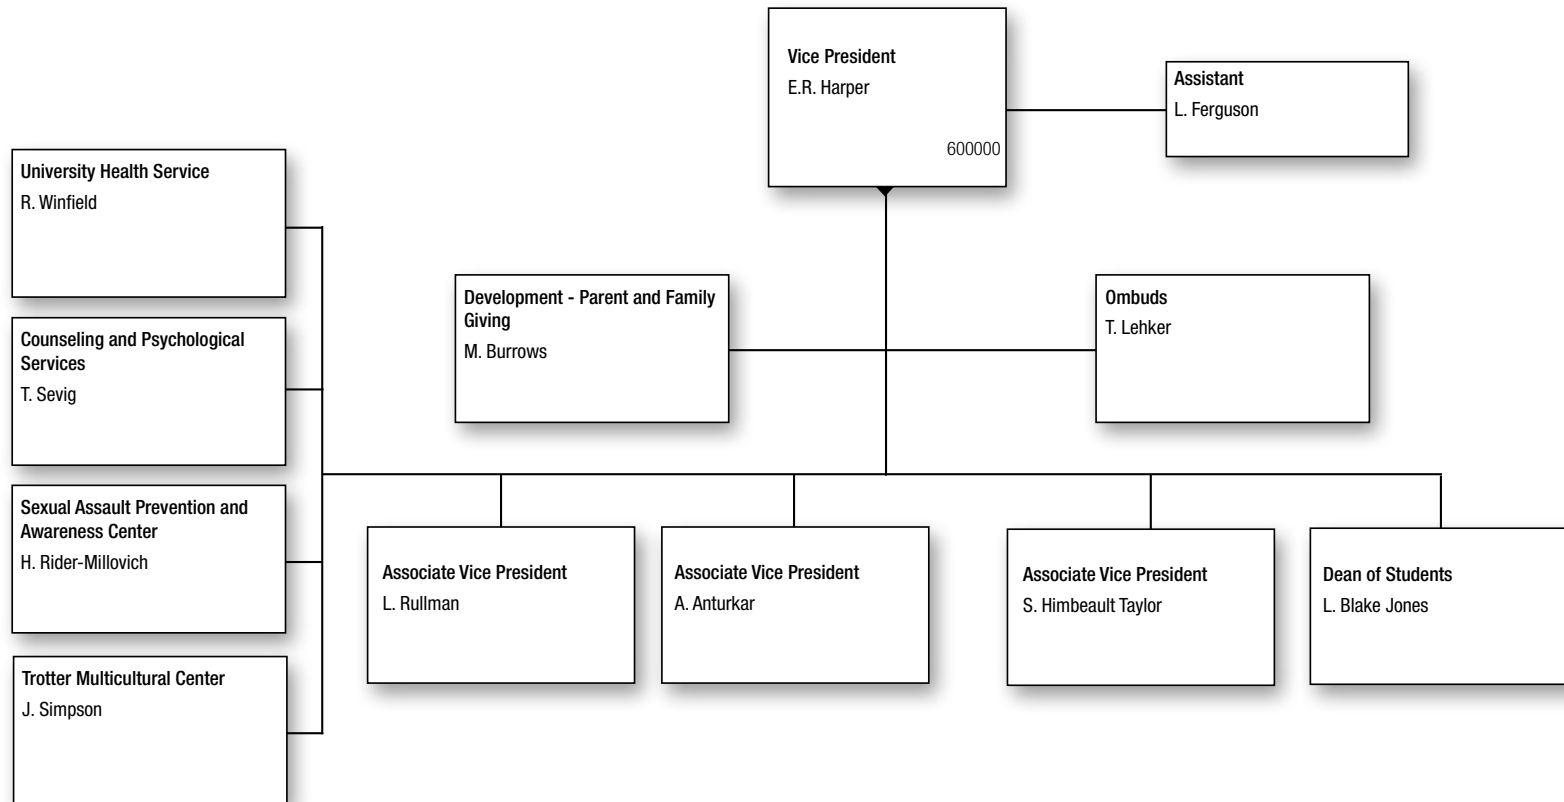 Vice President
E.R. Harper
600000
Assistant
L. Ferguson
University Health Service
R. Winfield
Counseling and Psychological
Services
T. Sevig
Sexual Assault Prevention and
Awareness Center
H. Rider-Millovich
Trotter Multicultural Center
J. Simpson
Development - Parent and Family
Giving
M. Burrows
Ombuds
T. Lehker
Associate Vice President
L. Rullman
Associate Vice President
A. Anturkar
Associate Vice President
S. Himbeault Taylor
Dean of Students
L. Blake Jones